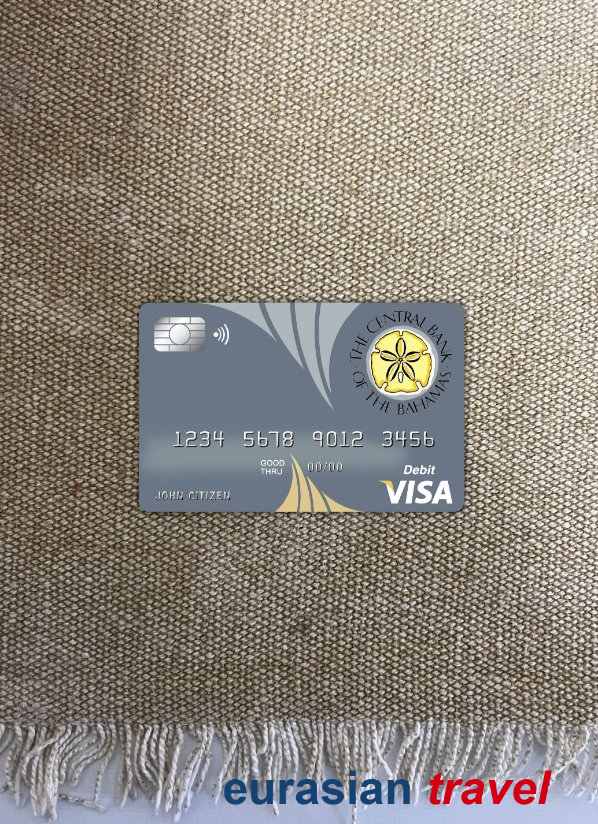 THE CENTRAL BANK
OF THE BAHAMAS
1234 5678 9012 3456
GOOD
THRU
00/00
Debit
JOHN CITIZEN
VISA
eurasian travel